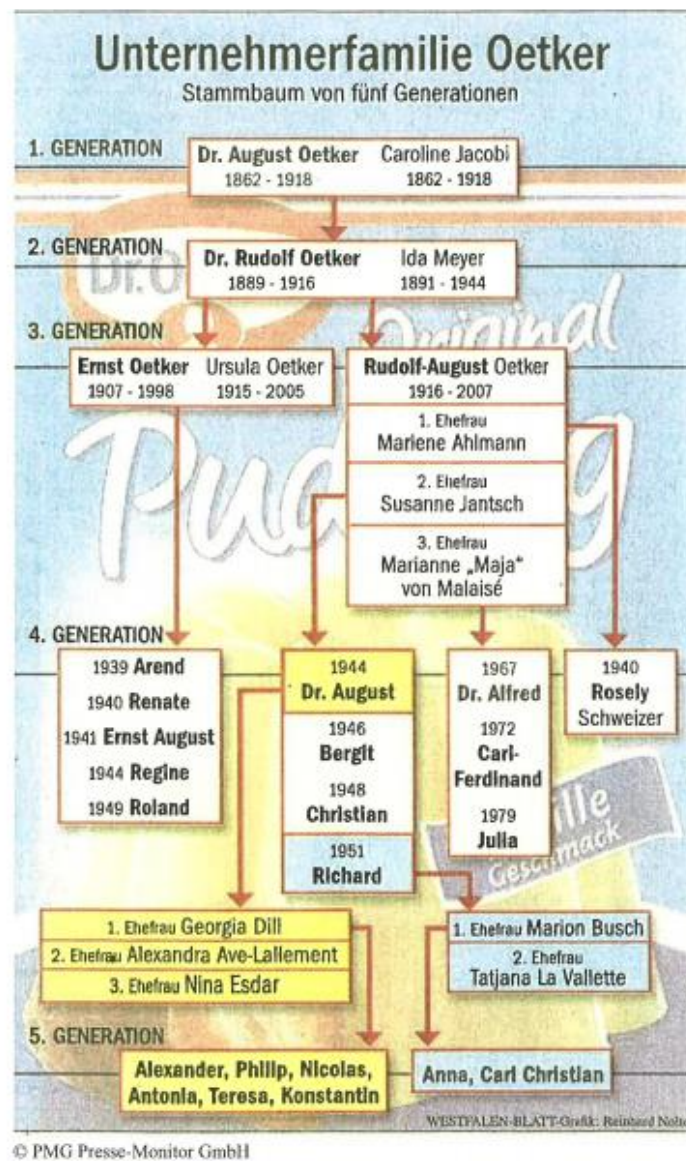 Unternehmerfamilie Oetker
Stammbaum von fünf Generationen
1. GENERATION
Dr. August Oetker Caroline Jacobi
1862 - 1918 1862 - 1918
2. GENERATION
Dr. Rudolf Oetker Ida Meyer
1889 - 1916 1891 - 1944
Dr. O
Original
3. GENERATION
Ernst Oetker Ursula Oetker
1907 - 1998 1915 - 2005
Rudolf-August Oetker
1916 - 2007
1. Ehefrau
Marlene Ahlmann
2. Ehefrau
Susanne Jantsch
3. Ehefrau
Marianne „Maja“
von Malaisé
Pudding
4. GENERATION
1939 Arend
1940 Renate
1941 Ernst August
1944 Regine
1949 Roland
1944
Dr. August
1946
Bergit
1948
Christian
1951
Richard
1967
Dr. Alfred
1972
Carl-
Ferdinand
1979
Julia
1940
Rosely
Schweizer
ille
Geschmack
1. Ehefrau Georgia Dill
2. Ehefrau Alexandra Ave-Lallement
3. Ehefrau Nina Esdar
1. Ehefrau Marion Busch
2. Ehefrau
Tatjana La Vallette
5. GENERATION
Alexander, Philip, Nicolas,
Antonia, Teresa, Konstantin
Anna, Carl Christian
WESTFALEN-BLATT-Grafik: Reinhard Nolte
© PMG Presse-Monitor GmbH